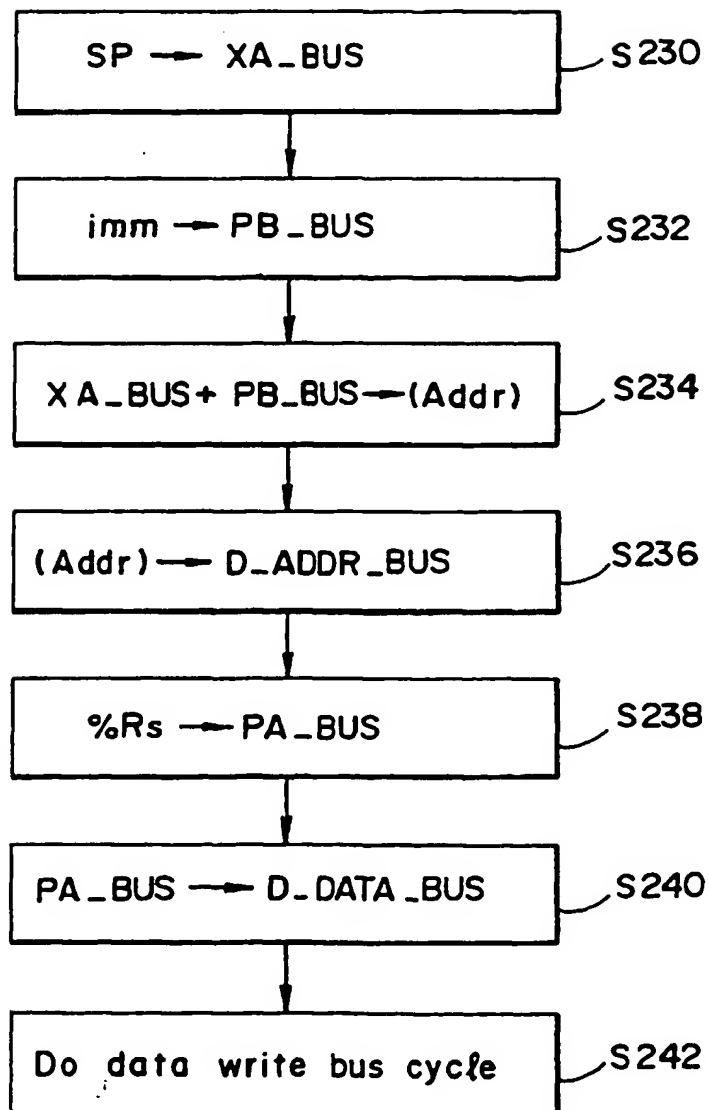 SP → XA_BUS
S230
imm → PB_BUS
S232
XA_BUS + PB_BUS → (Addr)
S234
(Addr) → D_ADDR_BUS
S236
%Rs → PA_BUS
S238
PA_BUS → D_DATA_BUS
S240
Do data write bus cycle
S242